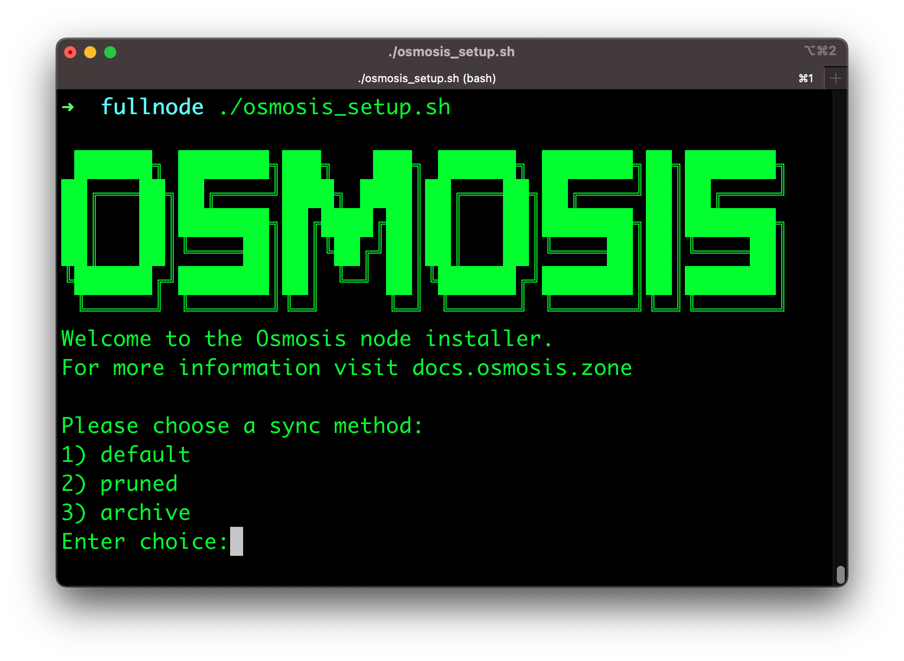 ./osmosis_setup.sh
⌥⌘2
./osmosis_setup.sh (bash)
⌘1
+
➜ fullnode ./osmosis_setup.sh
OSMOSIS
Welcome to the Osmosis node installer.
For more information visit docs.osmosis.zone
Please choose a sync method:
1) default
2) pruned
3) archive
Enter choice: